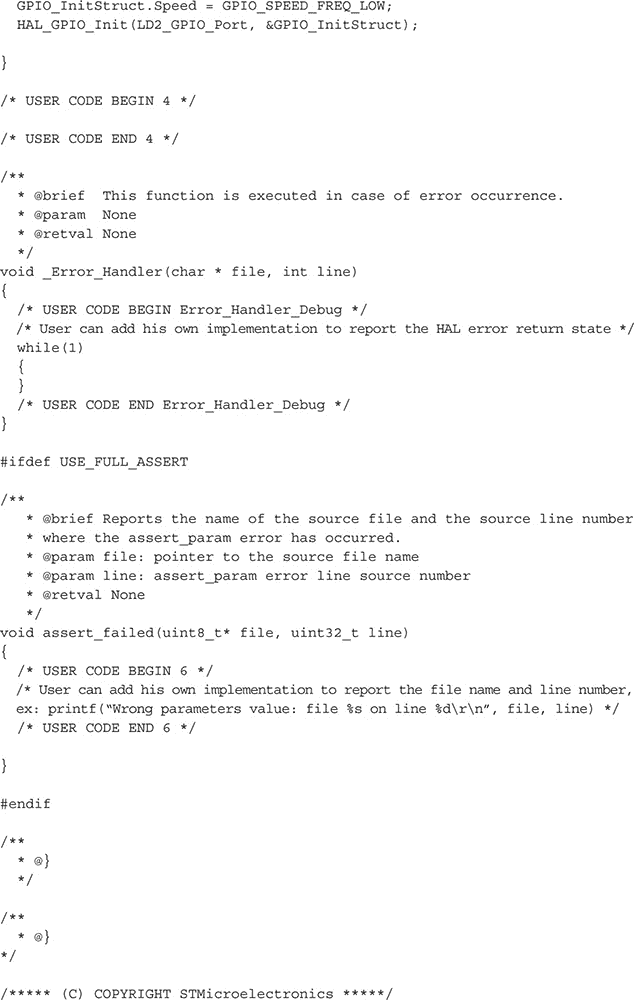 GPIO_InitStruct.Speed = GPIO_SPEED_FREQ_LOW;
  HAL_GPIO_Init(LD2_GPIO_Port, &GPIO_InitStruct);

}

/* USER CODE BEGIN 4 */

/* USER CODE END 4 */

/**
  * @brief  This function is executed in case of error occurrence.
  * @param  None
  * @retval None
  */
void _Error_Handler(char * file, int line)
{
  /* USER CODE BEGIN Error_Handler_Debug */
  /* User can add his own implementation to report the HAL error return state */
  while(1)
  {
  }
  /* USER CODE END Error_Handler_Debug */
}

#ifdef USE_FULL_ASSERT

/**
   * @brief Reports the name of the source file and the source line number
   * where the assert_param error has occurred.
   * @param file: pointer to the source file name
   * @param line: assert_param error line source number
   * @retval None
   */
void assert_failed(uint8_t* file, uint32_t line)
{
  /* USER CODE BEGIN 6 */
  /* User can add his own implementation to report the file name and line number,
  ex: printf(“Wrong parameters value: file %s on line %d\r\n”, file, line) */
  /* USER CODE END 6 */

}

#endif

/**
  * @}
  */

/**
  * @}
*/

/***** (C) COPYRIGHT STMicroelectronics *****/